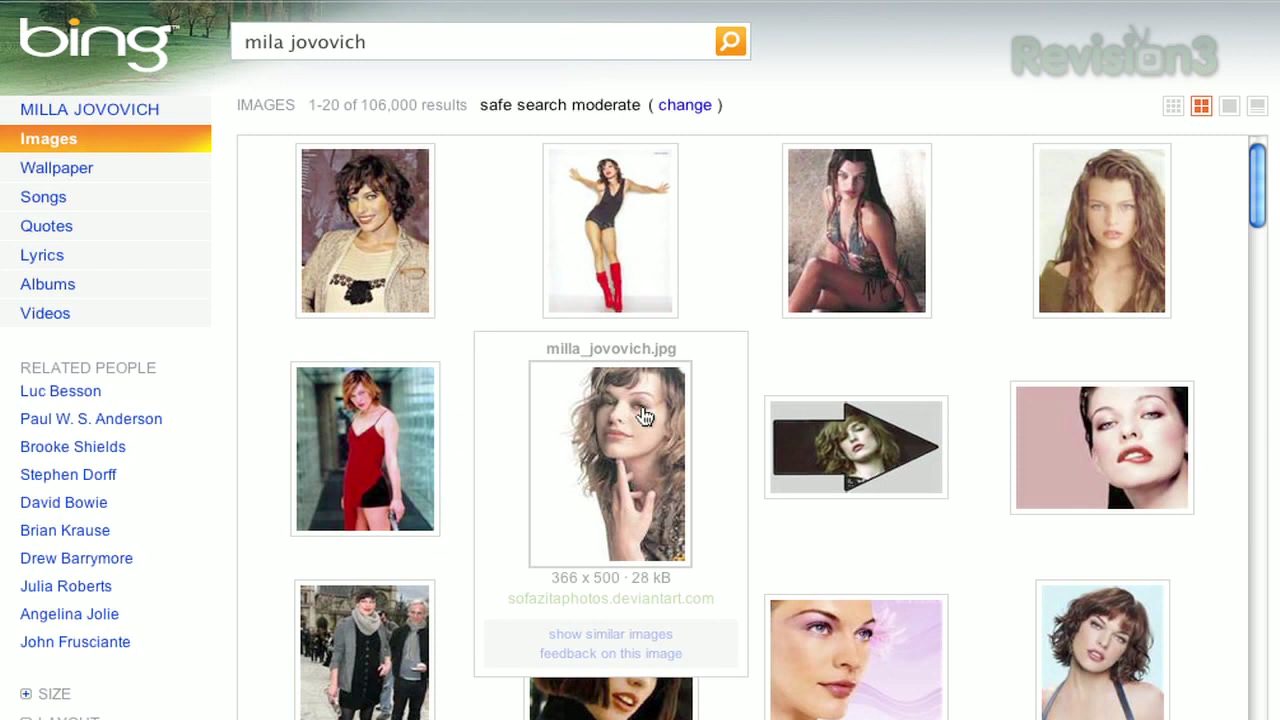 bing™
mila jovovich
Revision3
MILLA JOVOVICH
Images
Wallpaper
Songs
Quotes
Lyrics
Albums
Videos
RELATED PEOPLE
Luc Besson
Paul W. S. Anderson
Brooke Shields
Stephen Dorff
David Bowie
Brian Krause
Drew Barrymore
Julia Roberts
Angelina Jolie
John Frusciante
SIZE
LAYOUT
IMAGES 1-20 of 106,000 results safe search moderate ( change )
milla_jovovich.jpg
366 x 500 · 28 kB
sofazitaphotos.deviantart.com
show similar images
feedback on this image